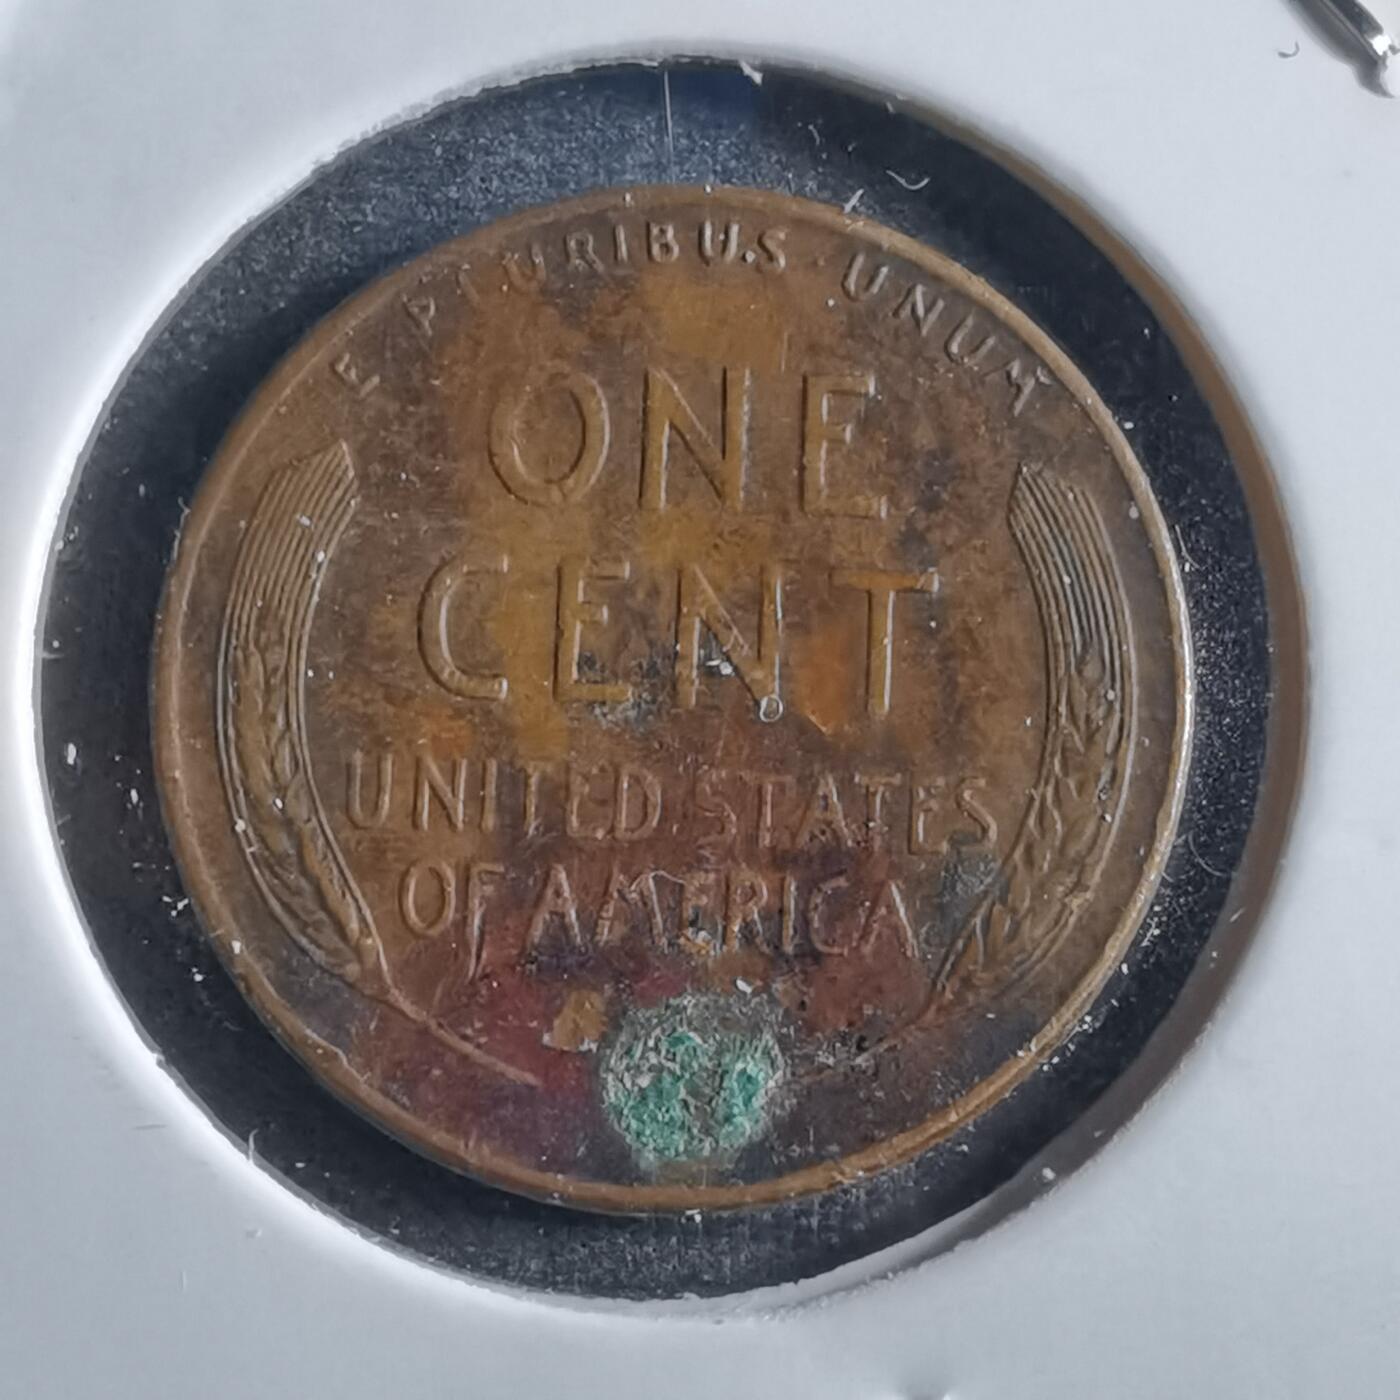 E PLURIBUS · UNUM
ONE
CENT
UNITED STATES
OF AMERICA